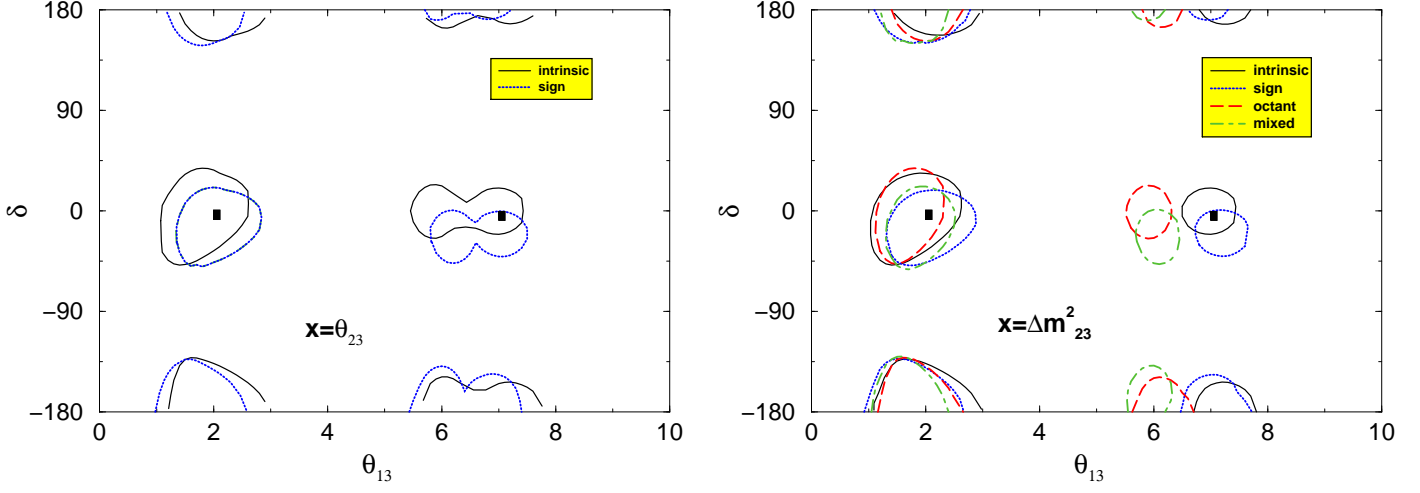 180
90
0
−90
−180
δ
intrinsic
sign
x=θ23
0 2 4 6 8 10
θ13
180
90
0
−90
−180
δ
intrinsic
sign
octant
mixed
x=Δm²23
0 2 4 6 8 10
θ13